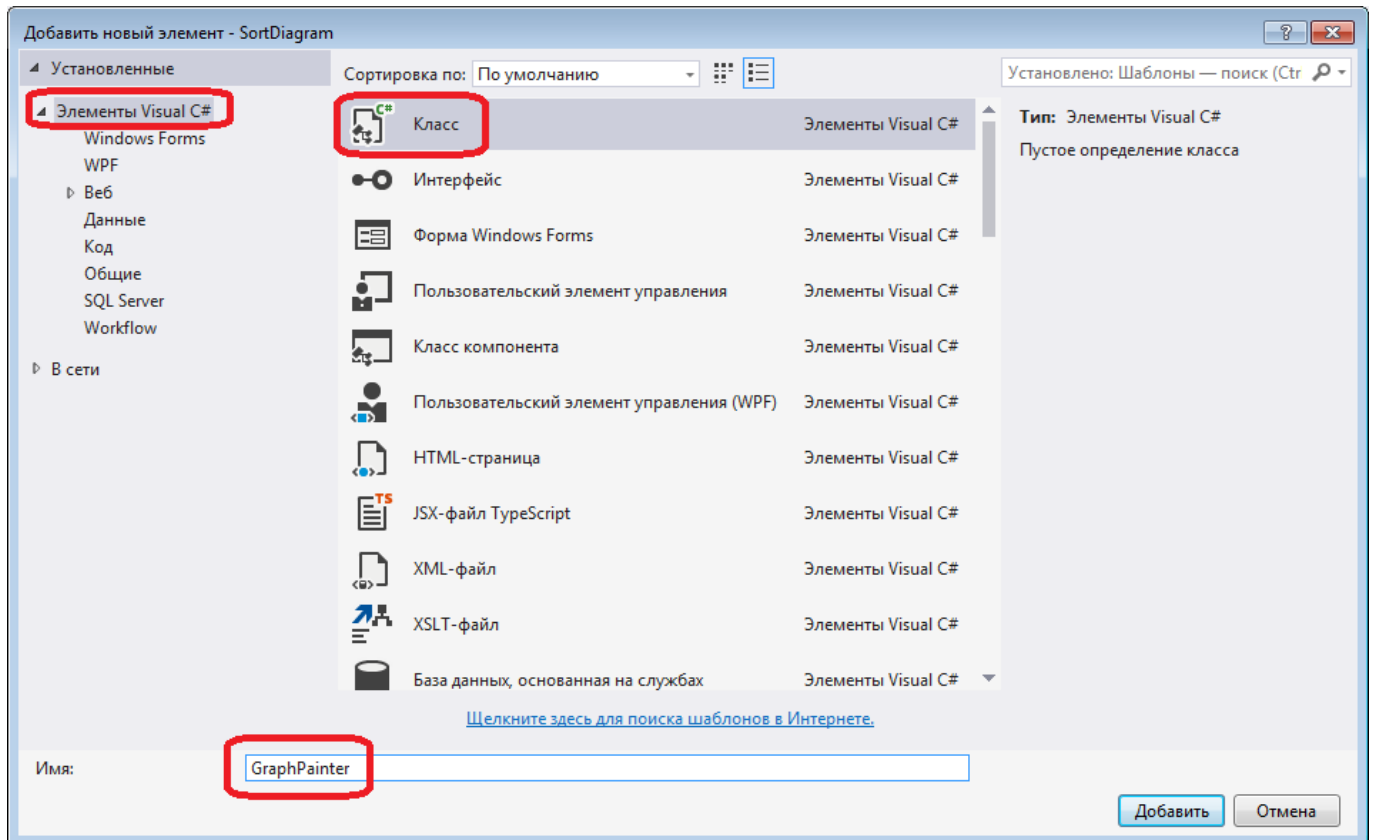 Добавить новый элемент - SortDiagram
Установленные
Сортировка по: По умолчанию
Установлено: Шаблоны — поиск (Ctr
Элементы Visual C#
Windows Forms
WPF
Веб
Данные
Код
Общие
SQL Server
Workflow
В сети
C# Класс Элементы Visual C#
Интерфейс Элементы Visual C#
Форма Windows Forms Элементы Visual C#
Пользовательский элемент управления Элементы Visual C#
Класс компонента Элементы Visual C#
Пользовательский элемент управления (WPF) Элементы Visual C#
HTML-страница Элементы Visual C#
TS JSX-файл TypeScript Элементы Visual C#
XML-файл Элементы Visual C#
XSLT-файл Элементы Visual C#
База данных, основанная на службах Элементы Visual C#
Тип: Элементы Visual C#
Пустое определение класса
Щелкните здесь для поиска шаблонов в Интернете.
Имя: GraphPainter
Добавить Отмена